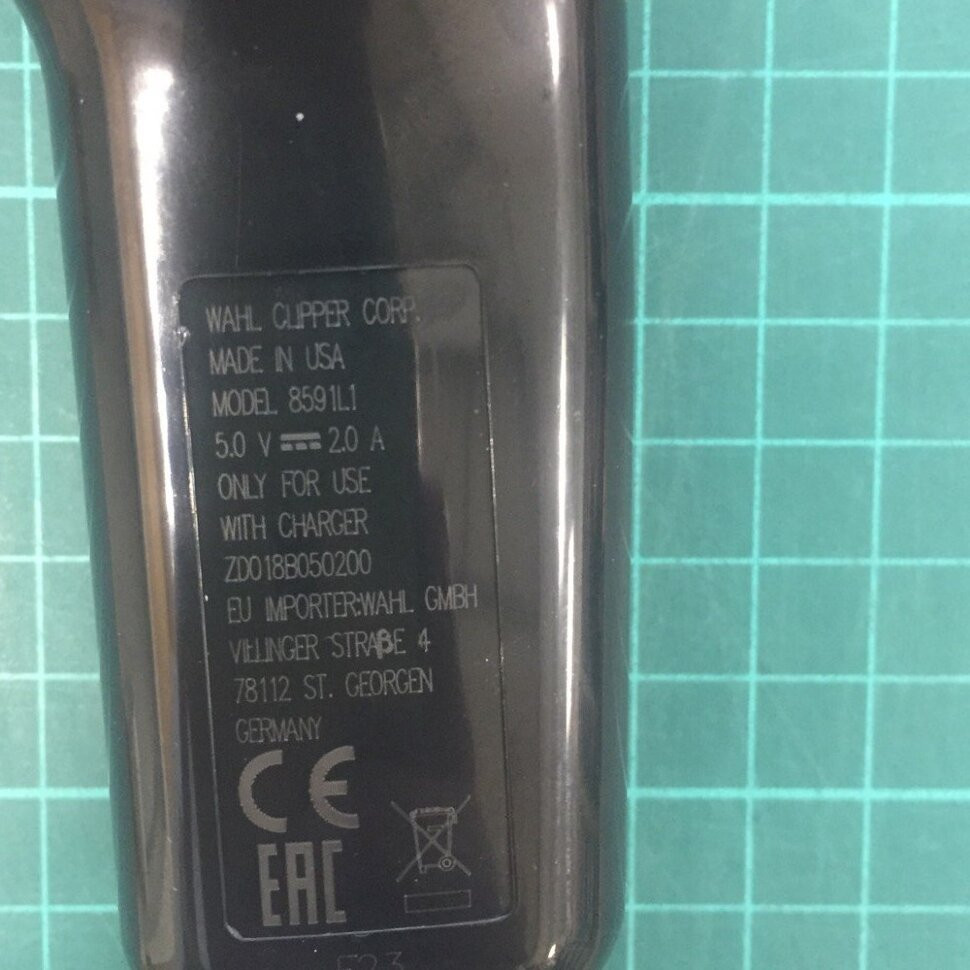 WAHL CLIPPER CORP.
MADE IN USA
MODEL 8591L1
5.0 V ⎓ 2.0 A
ONLY FOR USE
WITH CHARGER
ZD018B050200
EU IMPORTER:WAHL GMBH
VILLINGER STRAßE 4
78112 ST. GEORGEN
GERMANY
CE
EAC